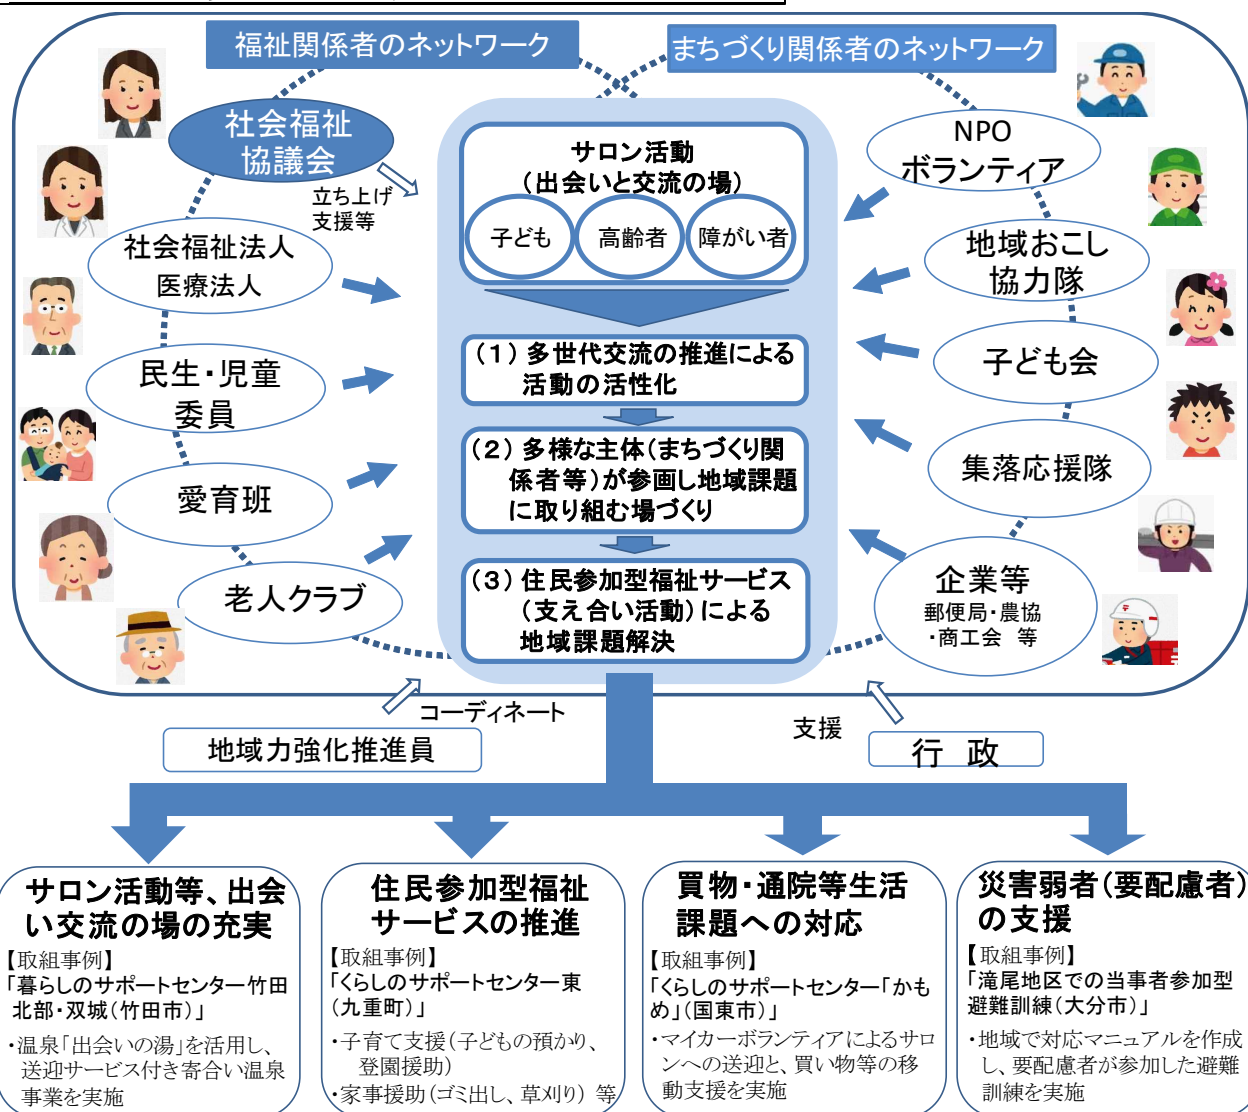 福祉関係者のネットワーク
まちづくり関係者のネットワーク
社会福祉
協議会
立ち上げ
支援等
社会福祉法人
医療法人
民生・児童
委員
愛育班
老人クラブ
サロン活動
（出会いと交流の場）
子ども
高齢者
障がい者
（１）多世代交流の推進による
活動の活性化
（２）多様な主体（まちづくり関
係者等）が参画し地域課題
に取り組む場づくり
（３）住民参加型福祉サービス
（支え合い活動）による
地域課題解決
NPO
ボランティア
地域おこし
協力隊
子ども会
集落応援隊
企業等
郵便局・農協
・商工会　等
コーディネート
地域力強化推進員
支援
行　政
サロン活動等、出会
い交流の場の充実
【取組事例】
「暮らしのサポートセンター竹田
北部・双城（竹田市）」
・温泉「出会いの湯」を活用し、
送迎サービス付き寄合い温泉
事業を実施
住民参加型福祉
サービスの推進
【取組事例】
「くらしのサポートセンター東
（九重町）」
・子育て支援（子どもの預かり、
登園援助）
・家事援助（ゴミ出し、草刈り）等
買物・通院等生活
課題への対応
【取組事例】
「くらしのサポートセンター「かも
め」（国東市）」
・マイカーボランティアによるサロ
ンへの送迎と、買い物等の移
動支援を実施
災害弱者（要配慮者）
の支援
【取組事例】
「滝尾地区での当事者参加型
避難訓練（大分市）」
・地域で対応マニュアルを作成
し、要配慮者が参加した避難
訓練を実施